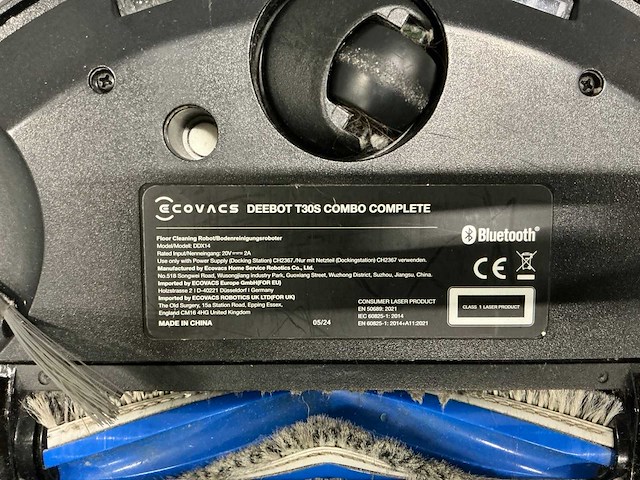 ECOVACS DEEBOT T30S COMBO COMPLETE
Floor Cleaning Robot/Bodenreinigungsroboter
Model/Modell: DDX14
Rated Input/Nenneingang: 20V⎓2A
Use only with Power Supply (Docking Station) CH2367./Nur mit Netzteil (Dockingstation) CH2367 verwenden.
Manufactured by Ecovacs Home Service Robotics Co., Ltd.
No.518 Songwei Road, Wusongjiang Industry Park, Guoxiang Street, Wuzhong District, Suzhou, Jiangsu, China.
Imported by ECOVACS Europe GmbH(FOR EU)
Holzstrasse 2 I D-40221 Düsseldorf I Germany
Imported by ECOVACS ROBOTICS UK LTD(FOR UK)
The Old Surgery, 15a Station Road, Epping Essex,
England CM16 4HG United Kingdom
MADE IN CHINA
05/24
Bluetooth®
CE
CONSUMER LASER PRODUCT
EN 50689: 2021
IEC 60825-1: 2014
EN 60825-1: 2014+A11:2021
CLASS 1 LASER PRODUCT